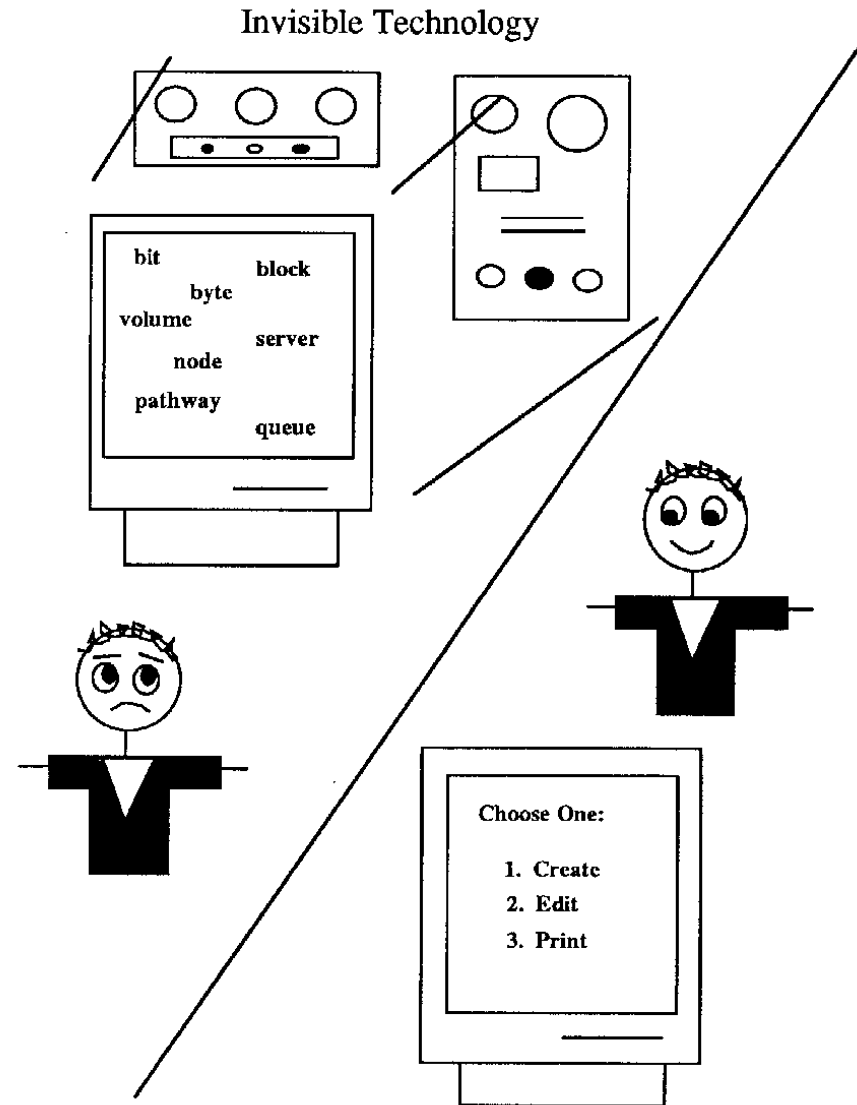 Invisible Technology
bit
block
byte
volume
server
node
pathway
queue
Choose One:
1. Create
2. Edit
3. Print